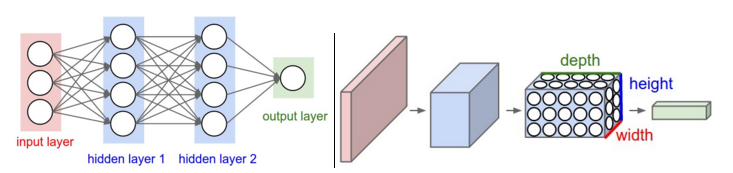 input layer
hidden layer 1
hidden layer 2
output layer
depth
height
width